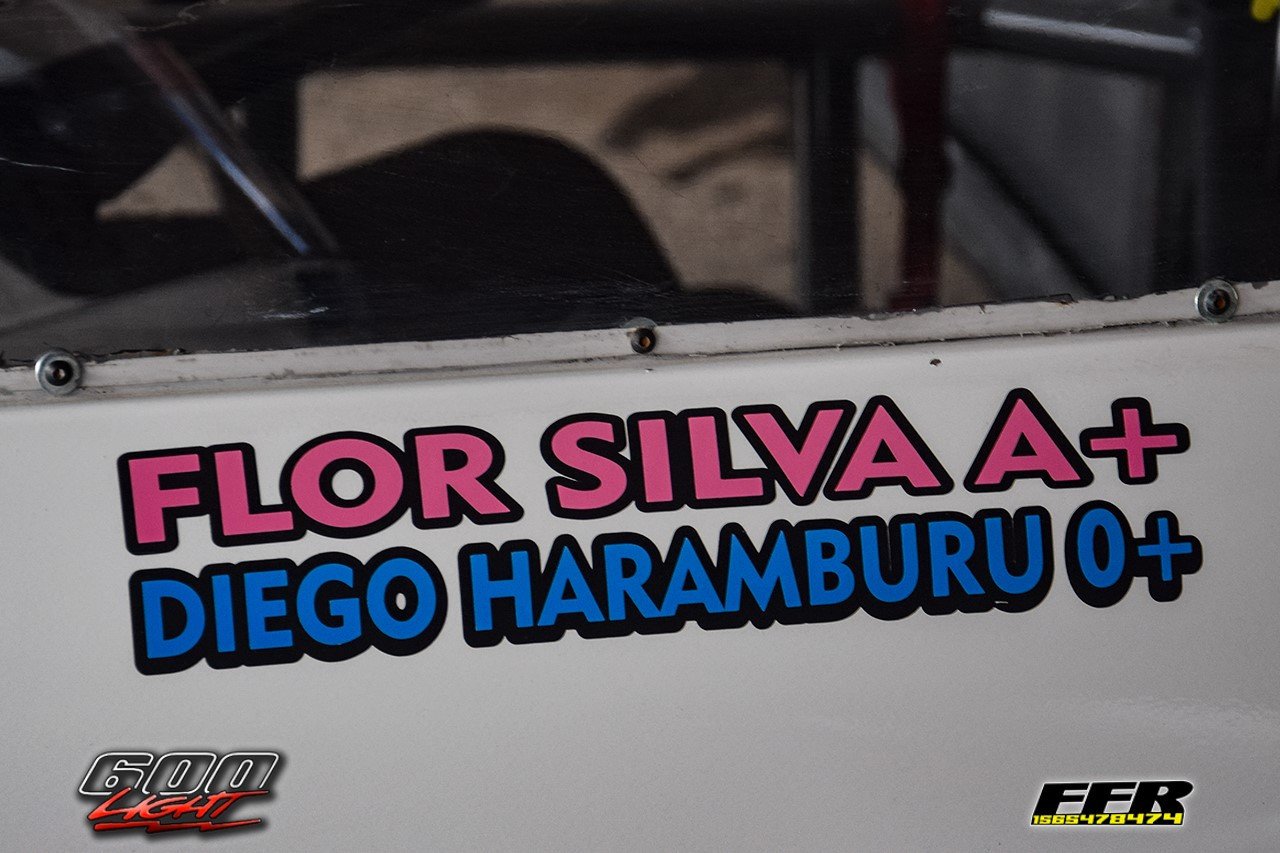 FLOR SILVA A+
DIEGO HARAMBURU 0+
600
LIGHT
FFR
1565478474